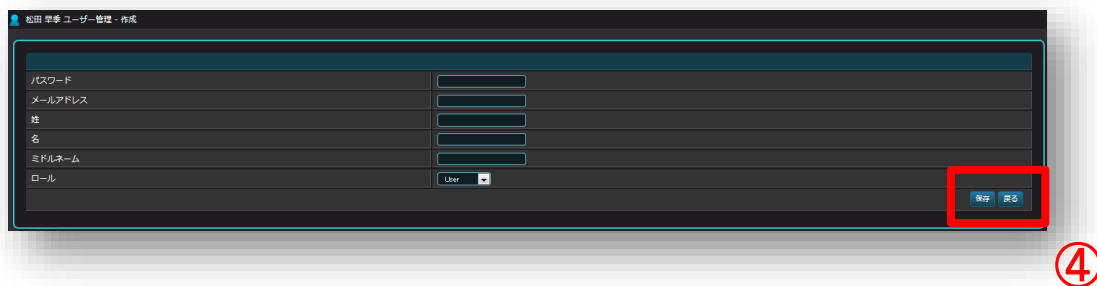 松田 早季 ユーザー管理 - 作成
パスワード
メールアドレス
姓
名
ミドルネーム
ロール User
保存 戻る
④